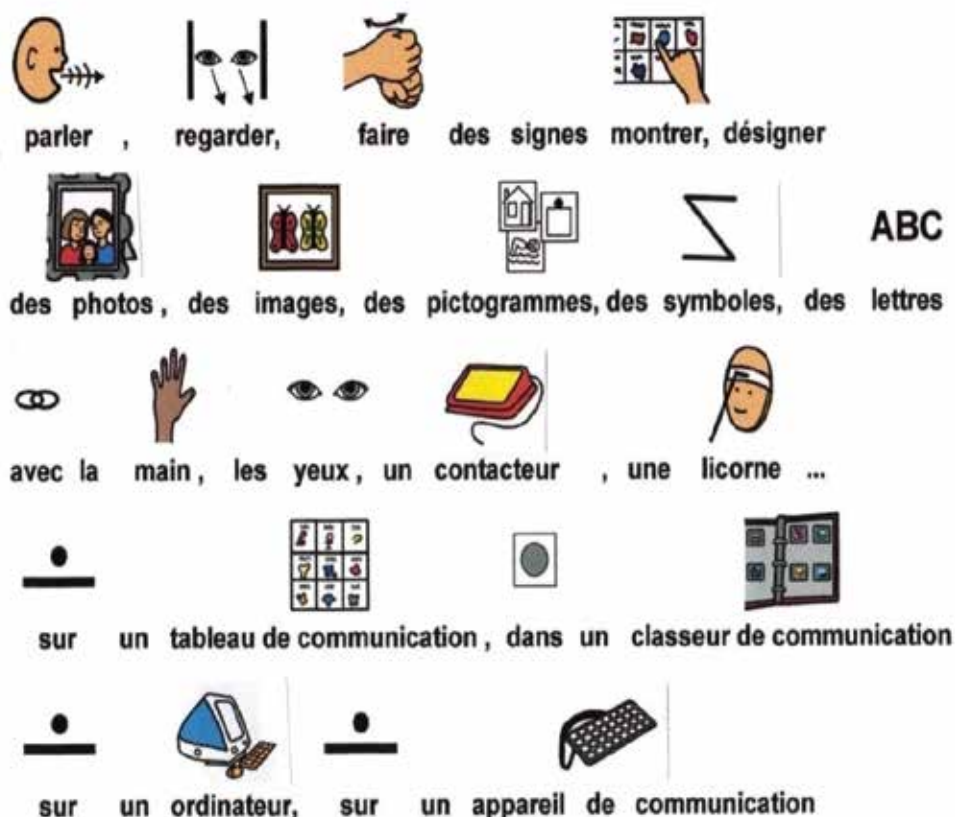 parler , regarder, faire des signes montrer, désigner
ABC
des photos, des images, des pictogrammes, des symboles, des lettres
avec la main, les yeux, un contacteur , une licorne ...
sur un tableau de communication, dans un classeur de communication
sur un ordinateur, sur un appareil de communication